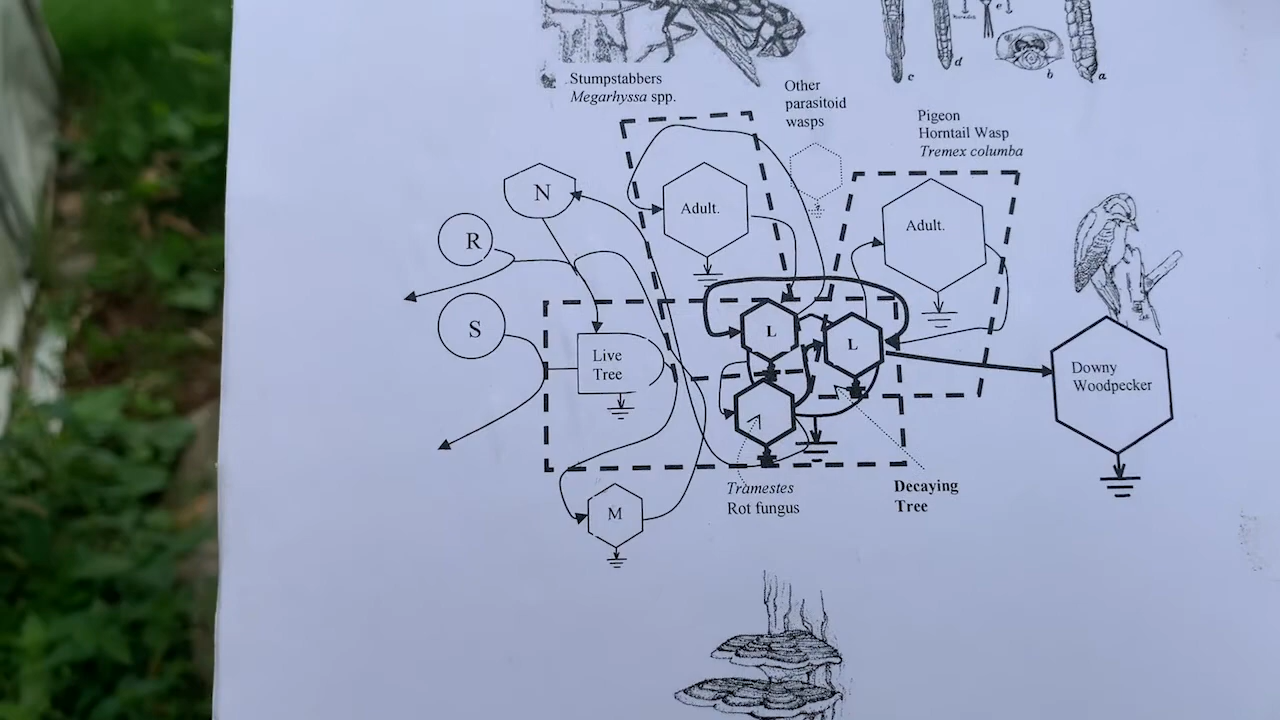 c
d
b
a
Stumpstabbers
Megarhyssa spp.
Other
parasitoid
wasps
Pigeon
Horntail Wasp
Tremex columba
N
R
Adult.
Adult.
S
L
L
Live
Tree
Downy
Woodpecker
Tramestes
Rot fungus
Decaying
Tree
M